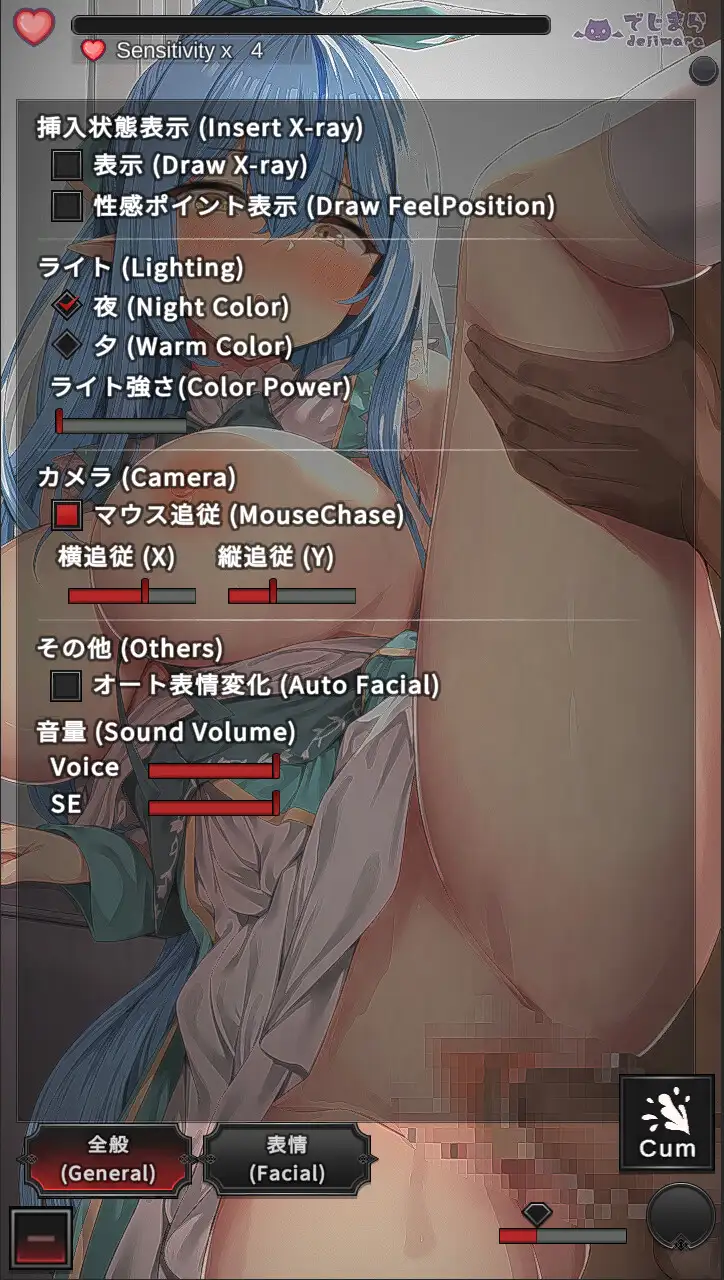 Sensitivity x 4
でじまら
dejiwara
挿入状態表示 (Insert X-ray)
表示 (Draw X-ray)
性感ポイント表示 (Draw FeelPosition)
ライト (Lighting)
夜 (Night Color)
夕 (Warm Color)
ライト強さ(Color Power)
カメラ (Camera)
マウス追従 (MouseChase)
横追従 (X) 縦追従 (Y)
その他 (Others)
オート表情変化 (Auto Facial)
音量 (Sound Volume)
Voice
SE
Cum
全般 表情
(General) (Facial)